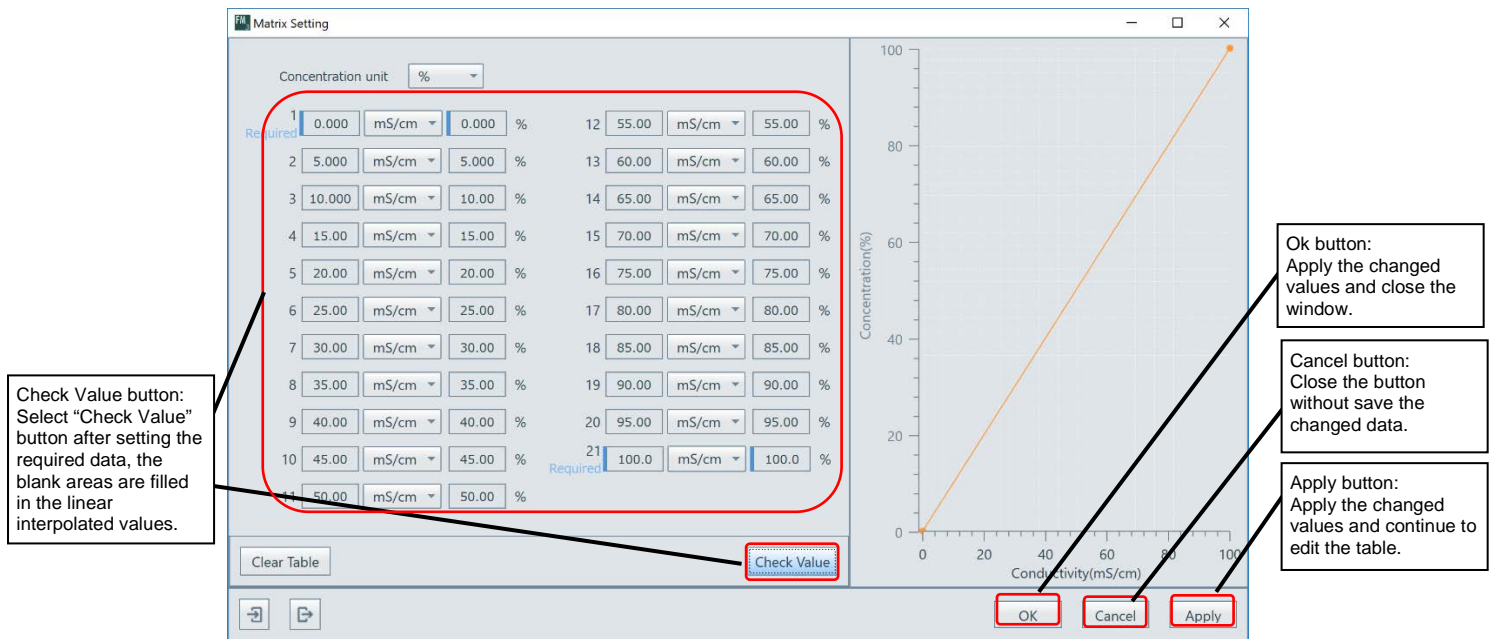 FM
Matrix Setting
Concentration unit %
1 Required 0.000 mS/cm 0.000 %
2 5.000 mS/cm 5.000 %
3 10.000 mS/cm 10.00 %
4 15.00 mS/cm 15.00 %
5 20.00 mS/cm 20.00 %
6 25.00 mS/cm 25.00 %
7 30.00 mS/cm 30.00 %
8 35.00 mS/cm 35.00 %
9 40.00 mS/cm 40.00 %
10 45.00 mS/cm 45.00 %
11 50.00 mS/cm 50.00 %
12 55.00 mS/cm 55.00 %
13 60.00 mS/cm 60.00 %
14 65.00 mS/cm 65.00 %
15 70.00 mS/cm 70.00 %
16 75.00 mS/cm 75.00 %
17 80.00 mS/cm 80.00 %
18 85.00 mS/cm 85.00 %
19 90.00 mS/cm 90.00 %
20 95.00 mS/cm 95.00 %
21 Required 100.0 mS/cm 100.0 %
Clear Table
Check Value
Concentration(%)
100
80
60
40
20
0
0 20 40 60 80 100
Conductivity(mS/cm)
OK Cancel Apply
Check Value button:
Select “Check Value”
button after setting the
required data, the
blank areas are filled
in the linear
interpolated values.
Ok button:
Apply the changed
values and close the
window.
Cancel button:
Close the button
without save the
changed data.
Apply button:
Apply the changed
values and continue to
edit the table.